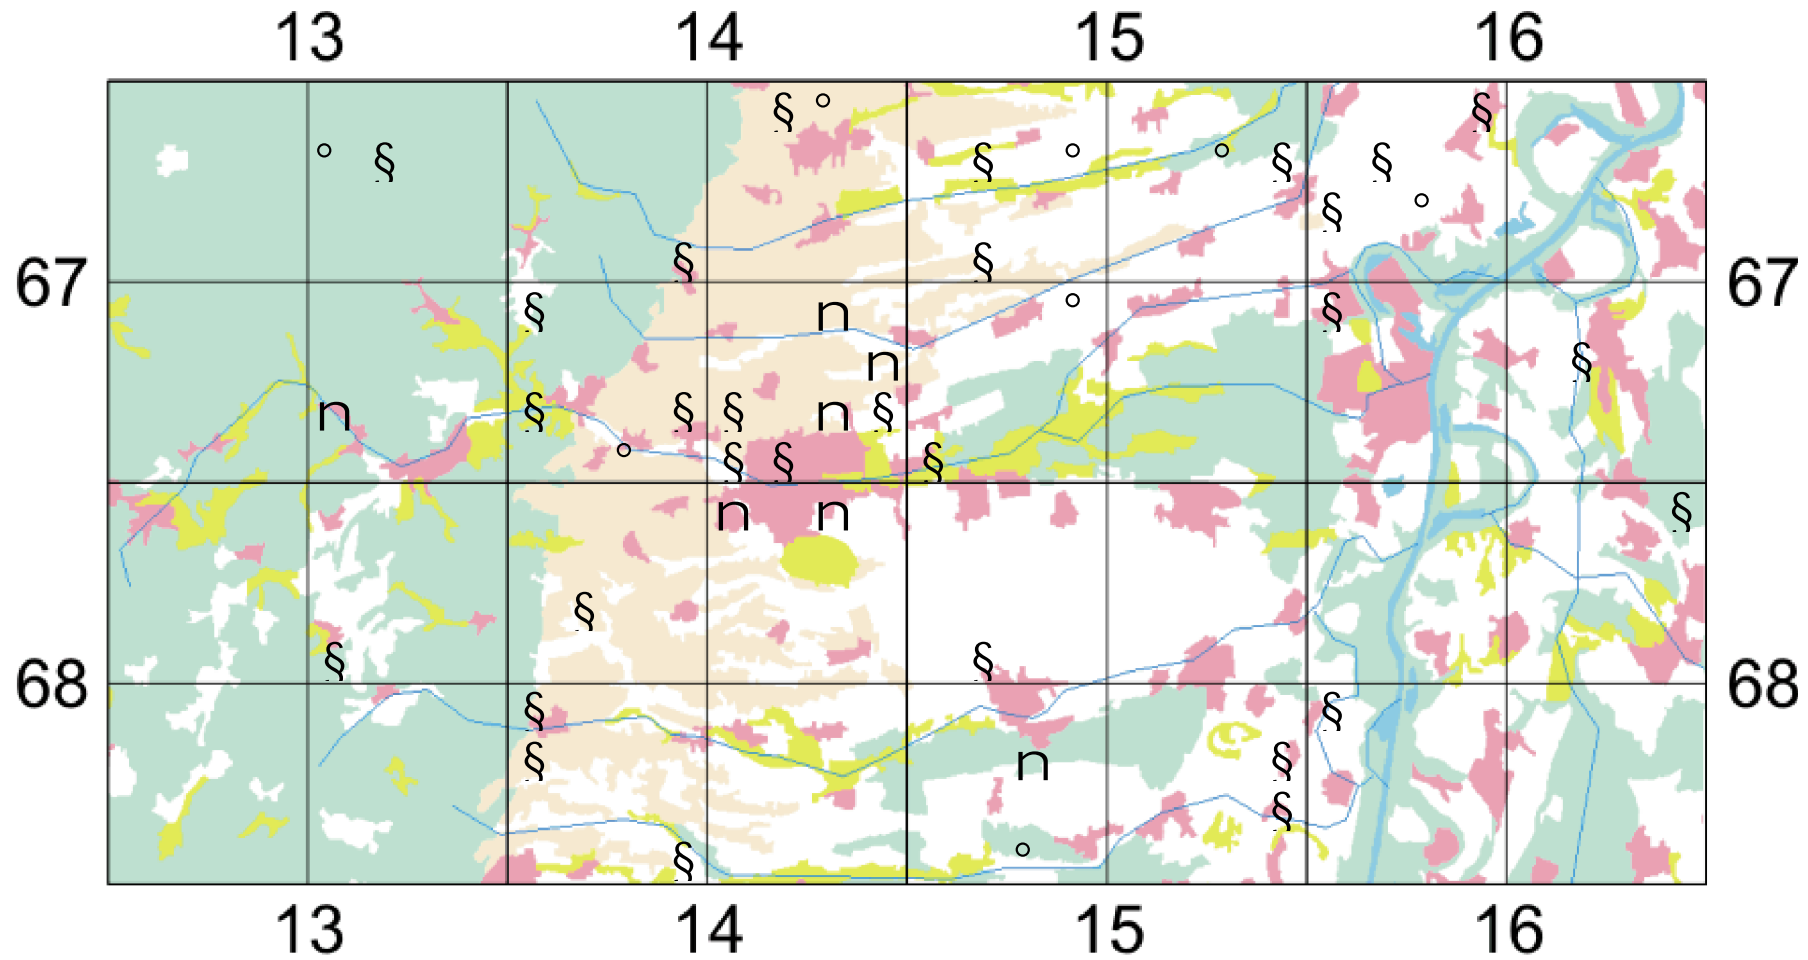 13 14 15 16
§ ° §
° § § ° ° § §
§ °
§ §
67 67
§ n ° §
n §
n § § § n §
° § § §
n n §
§
§ §
68 68
§ §
§ n §
§
§ °
13 14 15 16